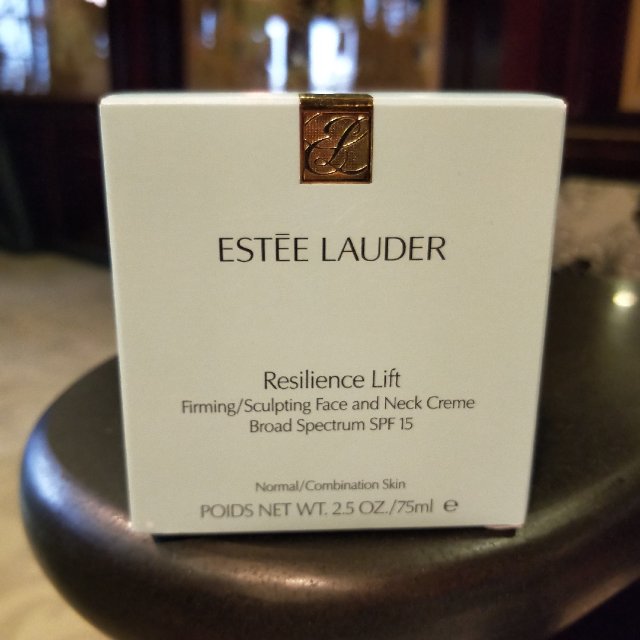 EL
ESTĒE LAUDER
Resilience Lift
Firming/Sculpting Face and Neck Creme
Broad Spectrum SPF 15
Normal/Combination Skin
POIDS NET WT. 2.5 OZ./75ml ℮